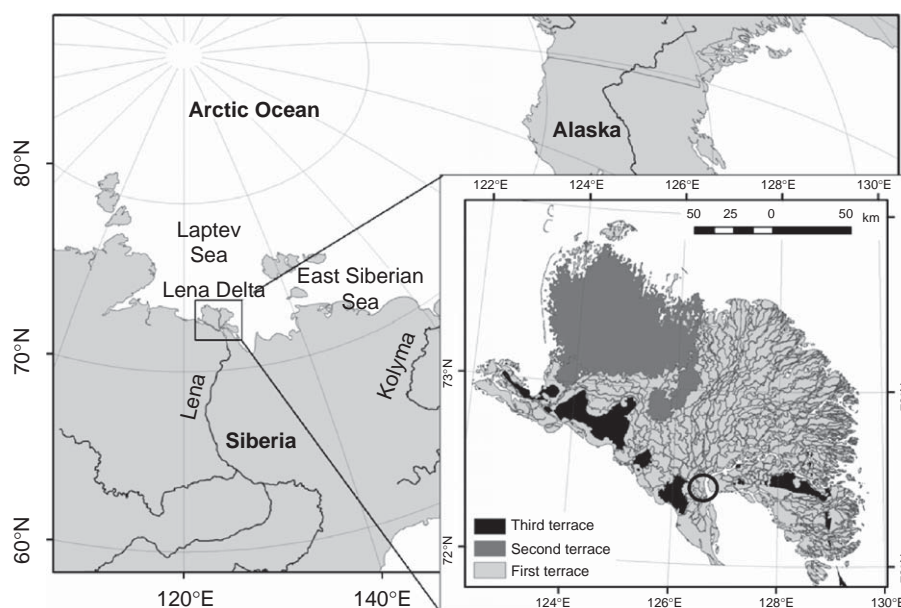 Arctic Ocean
Alaska
80°N
70°N
60°N
Laptev
Sea
Lena Delta
East Siberian
Sea
Lena
Kolyma
Siberia
120°E
140°E
122°E
124°E
126°E
128°E
130°E
50 25 0 50
km
73°N
72°N
Third terrace
Second terrace
First terrace
124°E
126°E
128°E
130°E